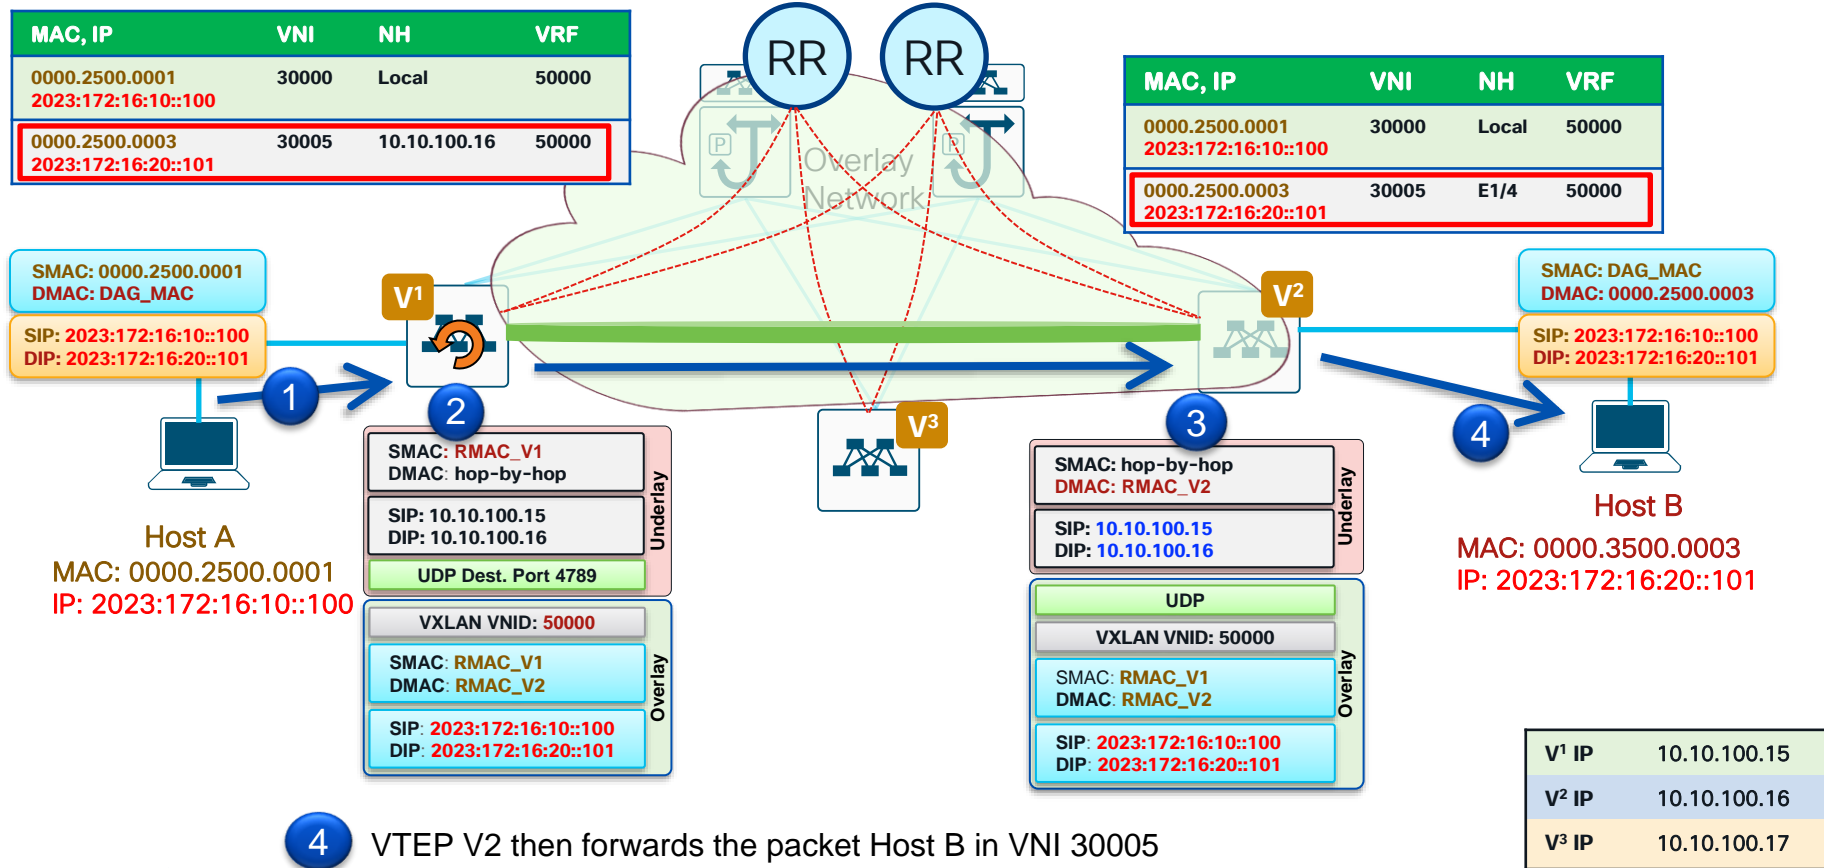 MAC, IP VNI NH VRF
0000.2500.0001 30000 Local 50000
2023:172:16:10::100
0000.2500.0003 30005 10.10.100.16 50000
2023:172:16:20::101
RR RR
MAC, IP VNI NH VRF
0000.2500.0001 30000 Local 50000
2023:172:16:10::100
0000.2500.0003 30005 E1/4 50000
2023:172:16:20::101
P
P
Overlay
Network
SMAC: 0000.2500.0001
DMAC: DAG_MAC
SIP: 2023:172:16:10::100
DIP: 2023:172:16:20::101
V1
V2
V3
SMAC: DAG_MAC
DMAC: 0000.2500.0003
SIP: 2023:172:16:10::100
DIP: 2023:172:16:20::101
1
2
3
4
Host A
MAC: 0000.2500.0001
IP: 2023:172:16:10::100
SMAC: RMAC_V1
DMAC: hop-by-hop
SIP: 10.10.100.15
DIP: 10.10.100.16
UDP Dest. Port 4789
Underlay
VXLAN VNID: 50000
SMAC: RMAC_V1
DMAC: RMAC_V2
SIP: 2023:172:16:10::100
DIP: 2023:172:16:20::101
Overlay
SMAC: hop-by-hop
DMAC: RMAC_V2
SIP: 10.10.100.15
DIP: 10.10.100.16
Underlay
UDP
VXLAN VNID: 50000
SMAC: RMAC_V1
DMAC: RMAC_V2
SIP: 2023:172:16:10::100
DIP: 2023:172:16:20::101
Overlay
Host B
MAC: 0000.3500.0003
IP: 2023:172:16:20::101
V1 IP 10.10.100.15
V2 IP 10.10.100.16
V3 IP 10.10.100.17
4 VTEP V2 then forwards the packet Host B in VNI 30005